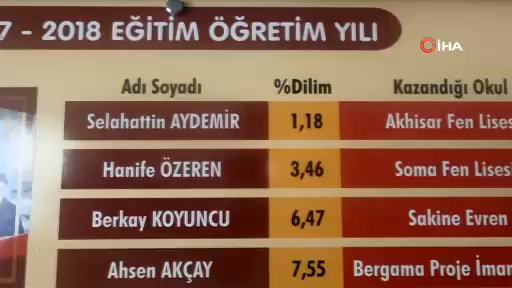 7 - 2018 EĞİTİM ÖĞRETİM YILI
İHA
Adı Soyadı %Dilim Kazandığı Okul
Selahattin AYDEMİR 1,18 Akhisar Fen Lises
Hanife ÖZEREN 3,46 Soma Fen Lisesi
Berkay KOYUNCU 6,47 Sakine Evren
Ahsen AKÇAY 7,55 Bergama Proje İmam